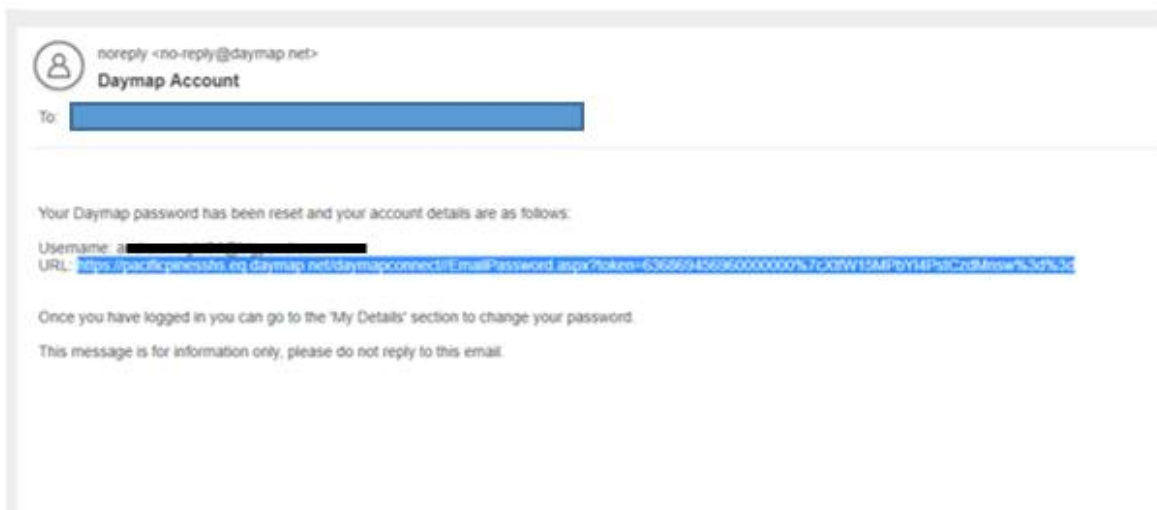 noreply <no-reply@daymap.net>
Daymap Account
To:
Your Daymap password has been reset and your account details are as follows:
Username: a
URL:
Once you have logged in you can go to the 'My Details' section to change your password.
This message is for information only, please do not reply to this email.